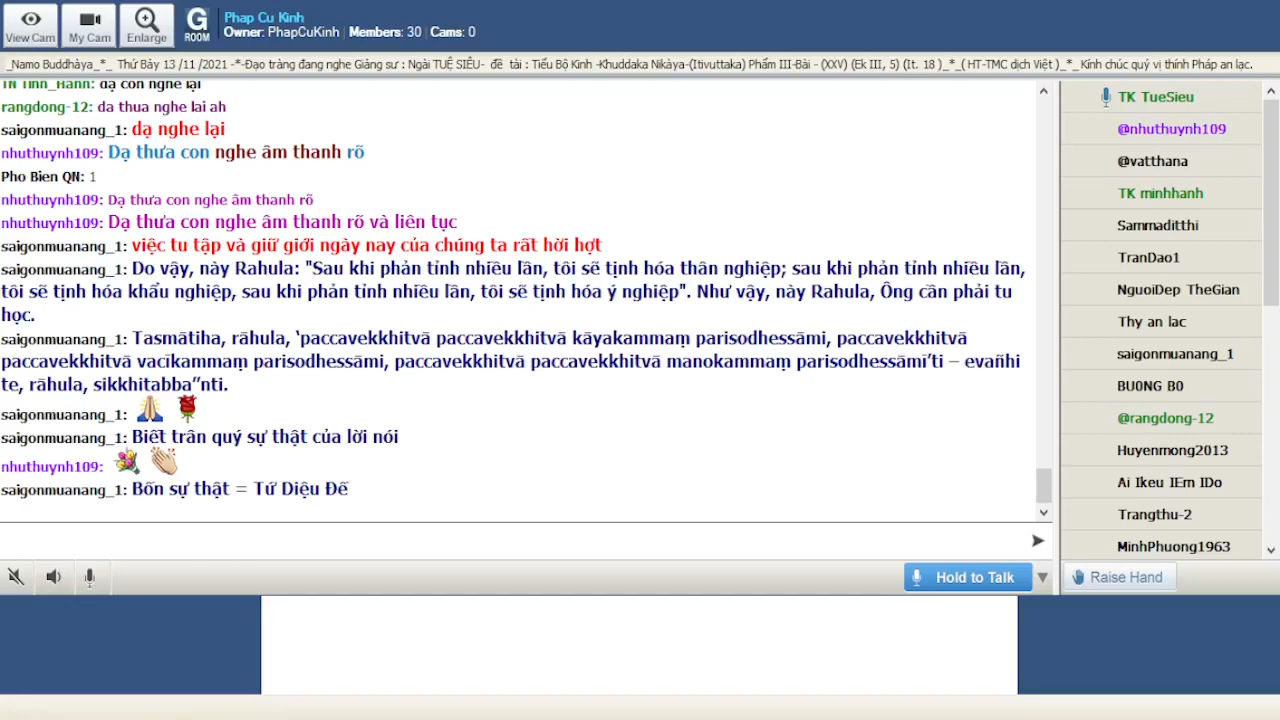 View Cam
My Cam
Enlarge
G
ROOM
Phap Cu Kinh
Owner: PhapCuKinh | Members: 30 | Cams: 0
_Namo Buddhàya_*_ Thứ Bảy 13 /11 /2021 -*-Đạo tràng đang nghe Giảng sư : Ngài TUỆ SIÊU- đề tài : Tiểu Bộ Kinh -Khuddaka Nikàya-(Itivuttaka) Phẩm III-Bài - (XXV) (Ek III, 5) (It. 18 )_*_( HT-TMC dịch Việt )_*_Kính chúc quý vị thính Pháp an lạc.
TN Tinh_Hanh: dạ con nghe lại
rangdong-12: da thua nghe lai ah
saigonmuanang_1: dạ nghe lại
nhuthuynh109: Dạ thưa con nghe âm thanh rõ
Pho Bien QN: 1
nhuthuynh109: Dạ thưa con nghe âm thanh rõ
nhuthuynh109: Dạ thưa con nghe âm thanh rõ và liên tục
saigonmuanang_1: việc tu tập và giữ giới ngày nay của chúng ta rất hời hợt
saigonmuanang_1: Do vậy, này Rahula: "Sau khi phản tỉnh nhiều lần, tôi sẽ tịnh hóa thân nghiệp; sau khi phản tỉnh nhiều lần,
tôi sẽ tịnh hóa khẩu nghiệp, sau khi phản tỉnh nhiều lần, tôi sẽ tịnh hóa ý nghiệp". Như vậy, này Rahula, Ông cần phải tu
học.
saigonmuanang_1: Tasmātiha, rāhula, ‘paccavekkhitvā paccavekkhitvā kāyakammaṃ parisodhessāmi, paccavekkhitvā
paccavekkhitvā vacīkammaṃ parisodhessāmi, paccavekkhitvā paccavekkhitvā manokammaṃ parisodhessāmī’ti – evañhi
te, rāhula, sikkhitabba”nti.
saigonmuanang_1:
saigonmuanang_1: Biết trân quý sự thật của lời nói
nhuthuynh109:
saigonmuanang_1: Bốn sự thật = Tứ Diệu Đế
Hold to Talk
TK TueSieu
@nhuthuynh109
@vatthana
TK minhhanh
Sammaditthi
TranDao1
NguoiDep TheGian
Thy an lac
saigonmuanang_1
BU0NG B0
@rangdong-12
Huyenmong2013
Ai Ikeu IEm IDo
Trangthu-2
MinhPhuong1963
Raise Hand